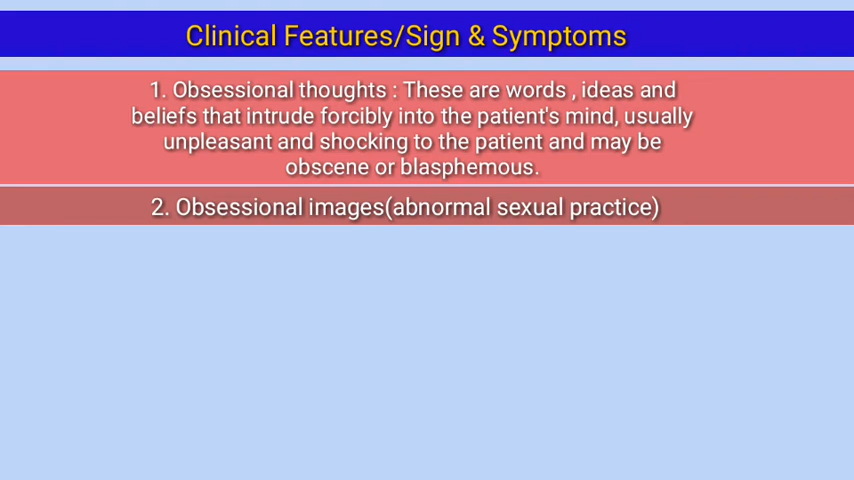 Clinical Features/Sign & Symptoms
1. Obsessional thoughts : These are words , ideas and
beliefs that intrude forcibly into the patient's mind, usually
unpleasant and shocking to the patient and may be
obscene or blasphemous.
2. Obsessional images(abnormal sexual practice)